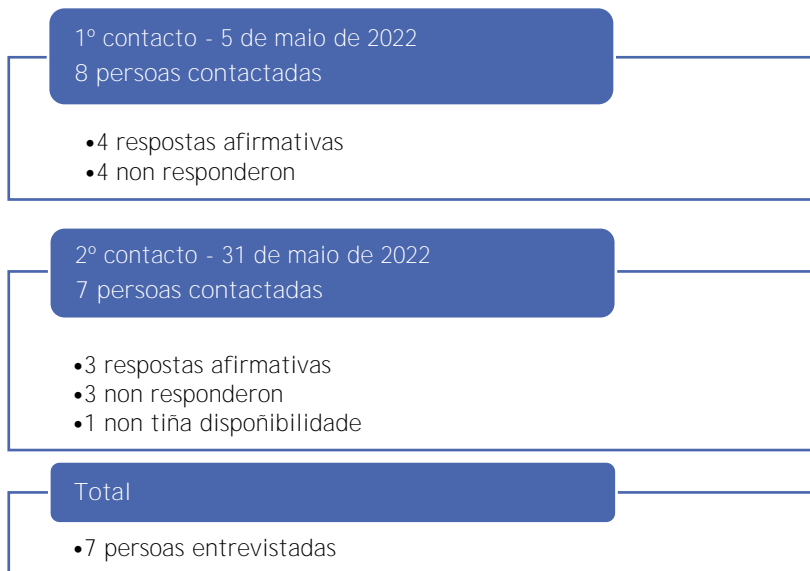 1º contacto - 5 de maio de 2022
8 persoas contactadas
•4 respostas afirmativas
•4 non responderon
2º contacto - 31 de maio de 2022
7 persoas contactadas
•3 respostas afirmativas
•3 non responderon
•1 non tiña dispoñibilidade
Total
•7 persoas entrevistadas